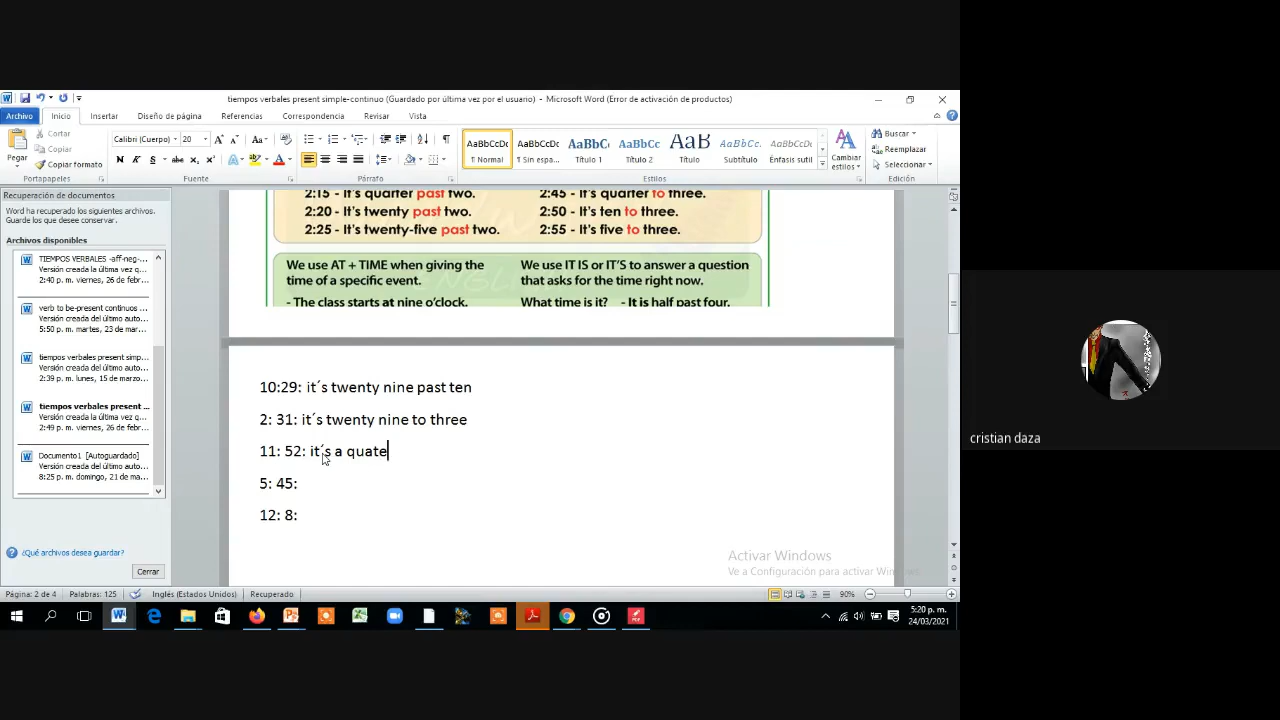 tiempos verbales present simple-continuo (Guardado por última vez por el usuario) - Microsoft Word (Error de activación de productos)
Archivo Inicio Insertar Diseño de página Referencias Correspondencia Revisar Vista
Pegar
Cortar
Copiar
Copiar formato
Portapapeles
Calibri (Cuerpo) 20
Fuente
Párrafo
AaBbCcDc AaBbCcDc AaBbC AaBbCc AaB AaBbCc. AaBbCcDc
¶ Normal ¶ Sin espa... Título 1 Título 2 Título Subtítulo Énfasis sutil
Cambiar estilos
Estilos
Buscar
Reemplazar
Seleccionar
Edición
Recuperación de documentos
Word ha recuperado los siguientes archivos.
Guarde los que desee conservar.
Archivos disponibles
TIEMPOS VERBALES -aff-neg-...
Versión creada la última vez q...
2:40 p. m. viernes, 26 de febr...
verb to be-present continuos ...
Versión creada del último auto...
5:50 p. m. martes, 23 de mar...
tiempos verbales present simp...
Versión creada del último auto...
2:39 p. m. lunes, 15 de marzo...
tiempos verbales present ...
Versión creada la última vez q...
2:49 p. m. viernes, 26 de febr...
Documento1 [Autoguardado]
Versión creada del último auto...
8:25 p. m. domingo, 21 de ma...
¿Qué archivos desea guardar?
Cerrar
2:15 - It's quarter past two. 2:45 - It's quarter to three.
2:20 - It's twenty past two. 2:50 - It's ten to three.
2:25 - It's twenty-five past two. 2:55 - It's five to three.
We use AT + TIME when giving the
time of a specific event.
- The class starts at nine o'clock.
We use IT IS or IT'S to answer a question
that asks for the time right now.
What time is it? - It is half past four.
10:29: it´s twenty nine past ten
2: 31: it´s twenty nine to three
11: 52: it´s a quate
5: 45:
12: 8:
Activar Windows
Ve a Configuración para activar Windows.
Página: 2 de 4 Palabras: 125 Inglés (Estados Unidos) Recuperado 90%
5:20 p. m.
24/03/2021
cristian daza